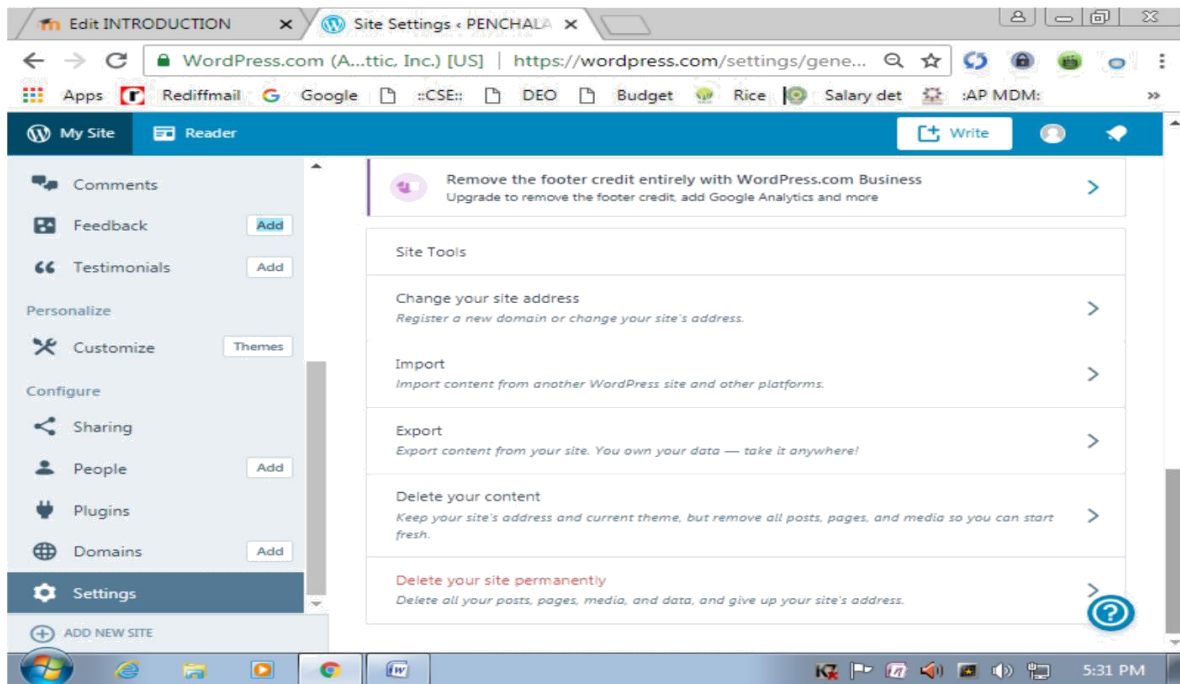 Edit INTRODUCTION
Site Settings ‹ PENCHALA
WordPress.com (A...ttic, Inc.) [US] | https://wordpress.com/settings/gene...
Apps Rediffmail Google ::CSE:: DEO Budget Rice Salary det :AP MDM: »
My Site Reader Write
Comments
Feedback Add
Testimonials Add
Personalize
Customize Themes
Configure
Sharing
People Add
Plugins
Domains Add
Settings
ADD NEW SITE
Remove the footer credit entirely with WordPress.com Business
Upgrade to remove the footer credit, add Google Analytics and more
Site Tools
Change your site address
Register a new domain or change your site's address.
Import
Import content from another WordPress site and other platforms.
Export
Export content from your site. You own your data — take it anywhere!
Delete your content
Keep your site's address and current theme, but remove all posts, pages, and media so you can start
fresh.
Delete your site permanently
Delete all your posts, pages, media, and data, and give up your site's address.
5:31 PM